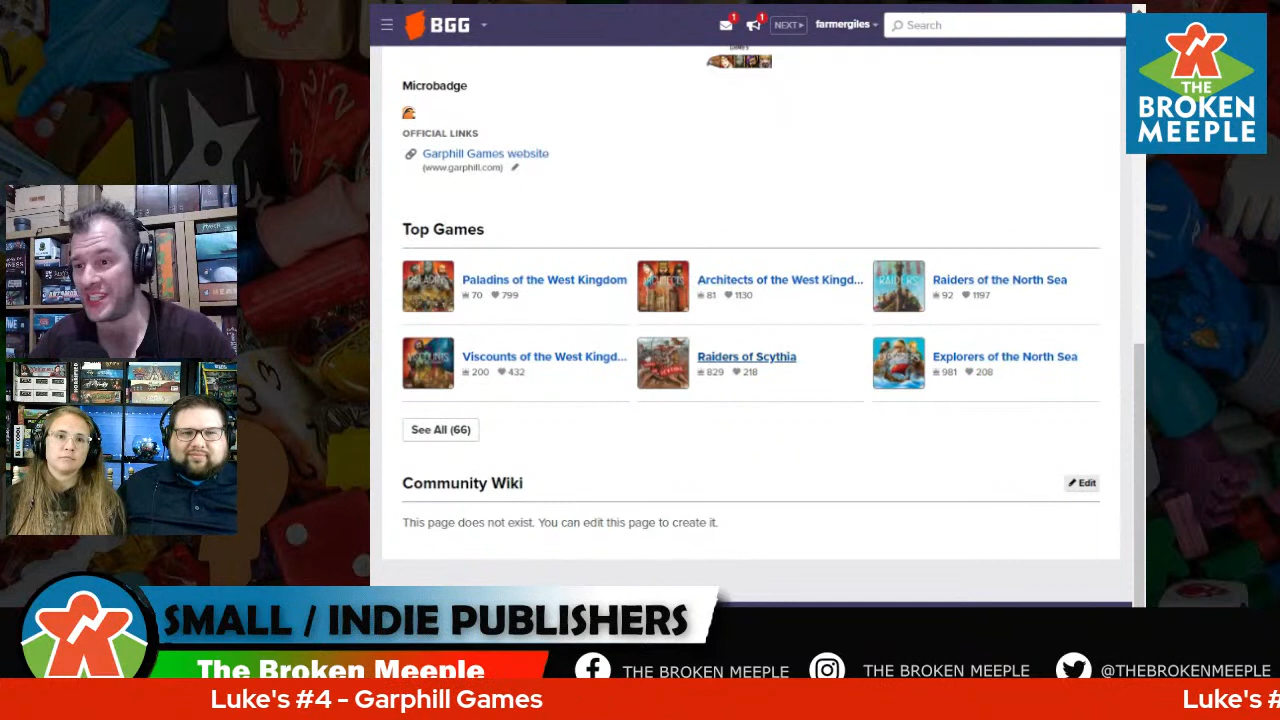 BGG
1
1
NEXT
farmergiles
Search
THE
BROKEN
MEEPLE
Microbadge
OFFICIAL LINKS
Garphill Games website
(www.garphill.com)
Top Games
Paladins of the West Kingdom
70 799
Architects of the West Kingd...
81 1130
Raiders of the North Sea
92 1197
Viscounts of the West Kingd...
200 432
Raiders of Scythia
829 218
Explorers of the North Sea
981 208
See All (66)
Community Wiki
Edit
This page does not exist. You can edit this page to create it.
SMALL / INDIE PUBLISHERS
The Broken Meeple
THE BROKEN MEEPLE
THE BROKEN MEEPLE
@THEBROKENMEEPLE
Luke's #4 - Garphill Games
Luke's #